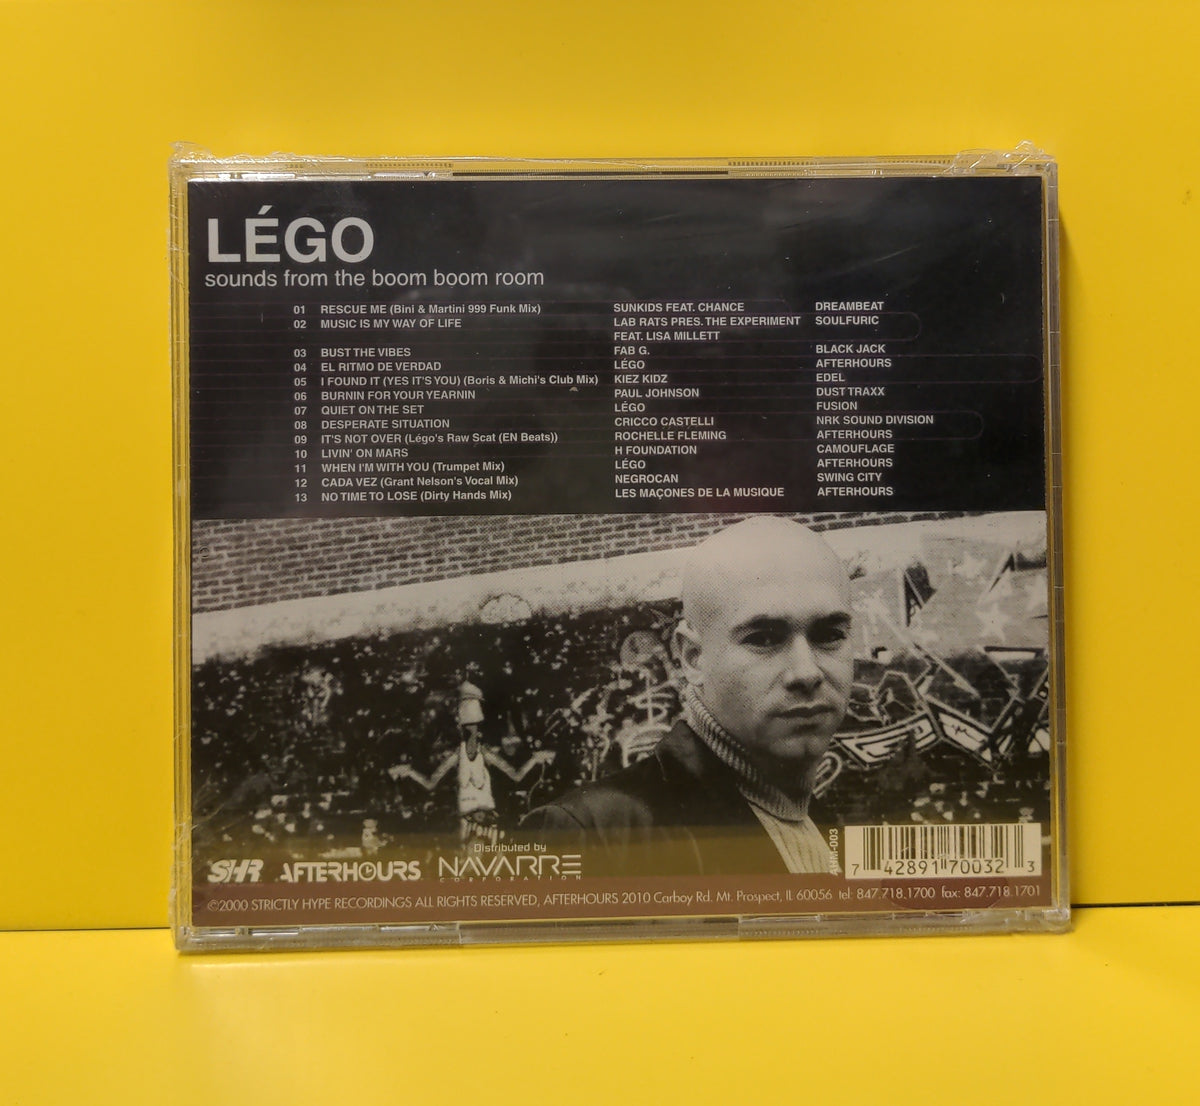 LÉGO
sounds from the boom boom room
01 RESCUE ME (Bini & Martini 999 Funk Mix) SUNKIDS FEAT. CHANCE DREAMBEAT
02 MUSIC IS MY WAY OF LIFE LAB RATS PRES. THE EXPERIMENT SOULFURIC
FEAT. LISA MILLETT
03 BUST THE VIBES FAB G. BLACK JACK
04 EL RITMO DE VERDAD LÉGO AFTERHOURS
05 I FOUND IT (YES IT'S YOU) (Boris & Michi's Club Mix) KIEZ KIDZ EDEL
06 BURNIN FOR YOUR YEARNIN PAUL JOHNSON DUST TRAXX
07 QUIET ON THE SET LÉGO FUSION
08 DESPERATE SITUATION CRICCO CASTELLI NRK SOUND DIVISION
09 IT'S NOT OVER (Légo's Raw Scat (EN Beats)) ROCHELLE FLEMING AFTERHOURS
10 LIVIN' ON MARS H FOUNDATION CAMOUFLAGE
11 WHEN I'M WITH YOU (Trumpet Mix) LÉGO AFTERHOURS
12 CADA VEZ (Grant Nelson's Vocal Mix) NEGROCAN SWING CITY
13 NO TIME TO LOSE (Dirty Hands Mix) LES MAÇONES DE LA MUSIQUE AFTERHOURS
SHR AFTERHOURS
Distributed by
NAVARRE
CORPORATION
AHM-003
7 42891 70032 3
©2000 STRICTLY HYPE RECORDINGS ALL RIGHTS RESERVED, AFTERHOURS 2010 Carboy Rd. Mt. Prospect, IL 60056 tel: 847.718.1700 fax: 847.718.1701